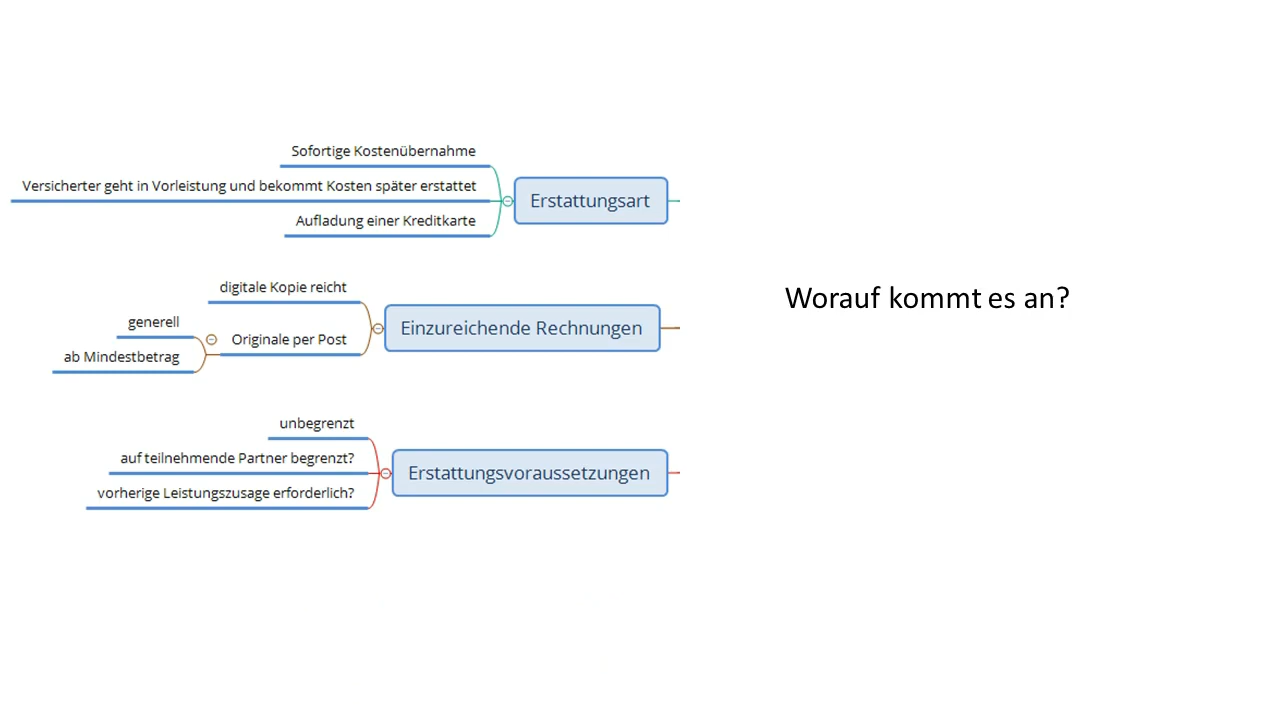 Sofortige Kostenübernahme
Versicherter geht in Vorleistung und bekommt Kosten später erstattet
Aufladung einer Kreditkarte
Erstattungsart
digitale Kopie reicht
generell
ab Mindestbetrag
Originale per Post
Einzureichende Rechnungen
unbegrenzt
auf teilnehmende Partner begrenzt?
vorherige Leistungszusage erforderlich?
Erstattungsvoraussetzungen
Worauf kommt es an?